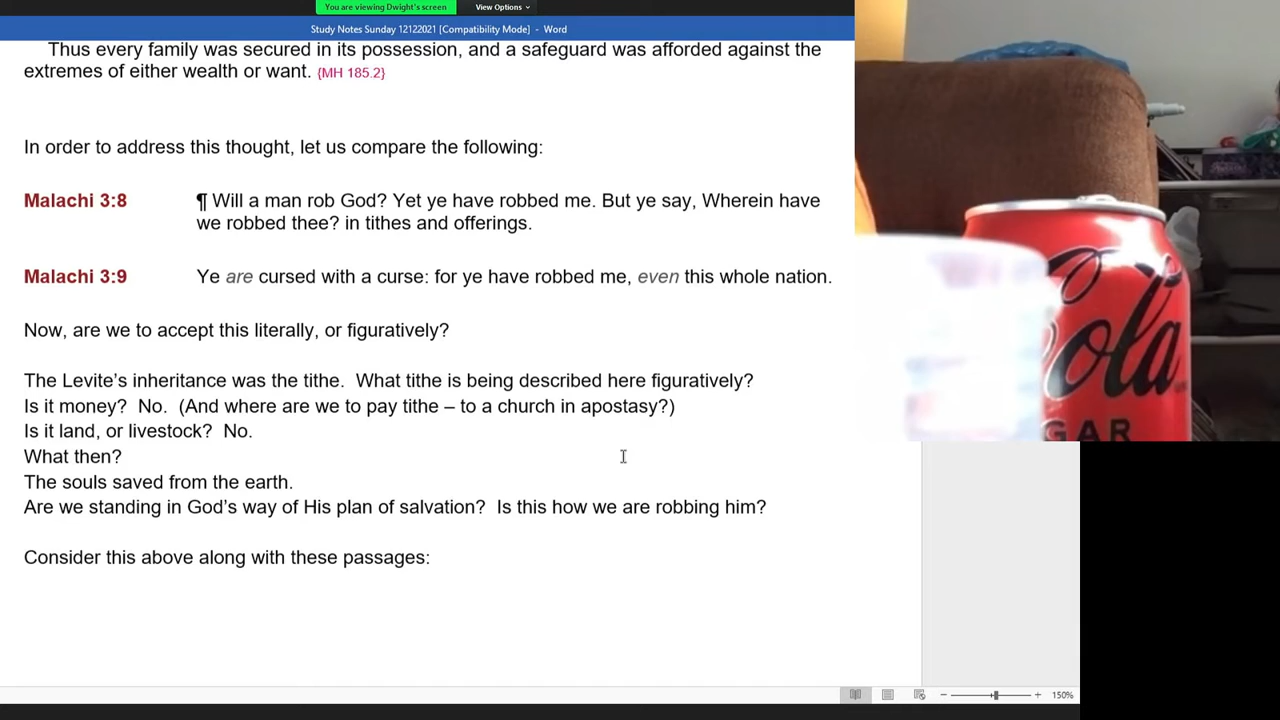 You are viewing Dwight's screen
View Options
Study Notes Sunday 12122021 [Compatibility Mode] - Word
Thus every family was secured in its possession, and a safeguard was afforded against the
extremes of either wealth or want. {MH 185.2}
In order to address this thought, let us compare the following:
Malachi 3:8 ¶ Will a man rob God? Yet ye have robbed me. But ye say, Wherein have
we robbed thee? in tithes and offerings.
Malachi 3:9 Ye are cursed with a curse: for ye have robbed me, even this whole nation.
Now, are we to accept this literally, or figuratively?
The Levite's inheritance was the tithe. What tithe is being described here figuratively?
Is it money? No. (And where are we to pay tithe – to a church in apostasy?)
Is it land, or livestock? No.
What then?
The souls saved from the earth.
Are we standing in God's way of His plan of salvation? Is this how we are robbing him?
Consider this above along with these passages:
150%
Cola
GAR